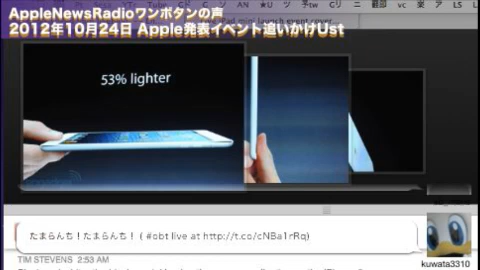 AppleNewsRadioワンボタンの声
2012年10月24日 Apple発表イベント追いかけUst
53% lighter
たまらんち！たまらんち！ ( #obt live at http://t.co/cNBa1rRq)
kuwata3310
TIM STEVENS 2:53 AM